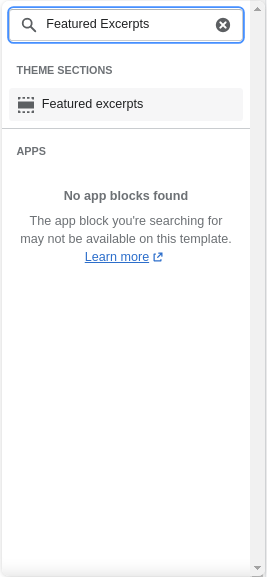 Featured Excerpts
THEME SECTIONS
Featured excerpts
APPS
No app blocks found
The app block you're searching for
may not be available on this template.
Learn more